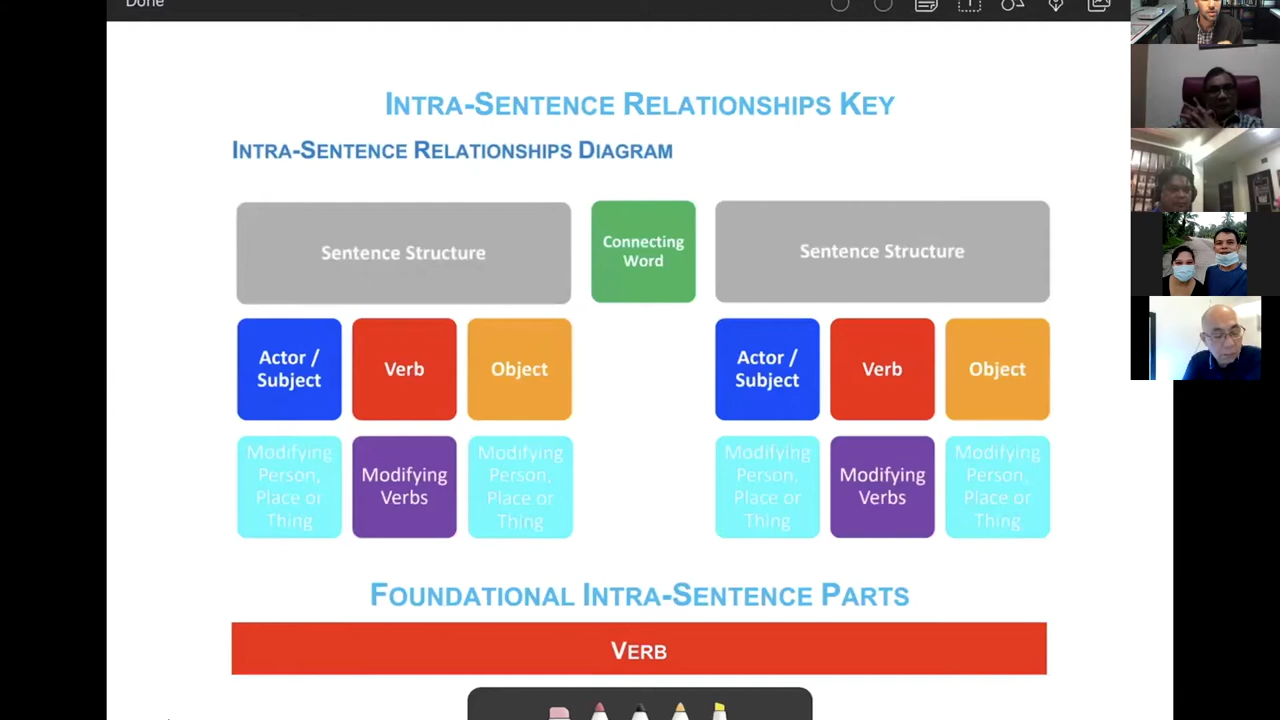 Done
INTRA-SENTENCE RELATIONSHIPS KEY
INTRA-SENTENCE RELATIONSHIPS DIAGRAM
Sentence Structure
Connecting
Word
Sentence Structure
Actor /
Subject
Verb
Object
Actor /
Subject
Verb
Object
Modifying
Person,
Place or
Thing
Modifying
Verbs
Modifying
Person,
Place or
Thing
Modifying
Person,
Place or
Thing
Modifying
Verbs
Modifying
Person,
Place or
Thing
FOUNDATIONAL INTRA-SENTENCE PARTS
VERB